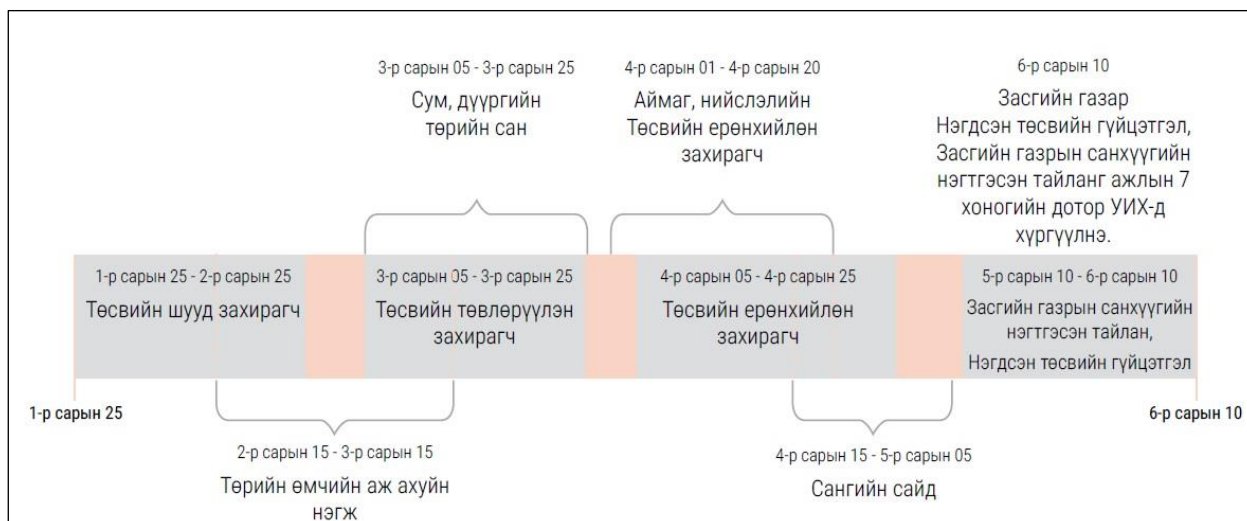 3-р сарын 05 - 3-р сарын 25
Сум, дүүргийн
төрийн сан
4-р сарын 01 - 4-р сарын 20
Аймаг, нийслэлийн
Төсвийн ерөнхийлөн
захирагч
6-р сарын 10
Засгийн газар
Нэгдсэн төсвийн гүйцэтгэл,
Засгийн газрын санхүүгийн
нэгтгэсэн тайланг ажлын 7
хоногийн дотор УИХ-д
хүргүүлнэ.
1-р сарын 25 - 2-р сарын 25
Төсвийн шууд захирагч
3-р сарын 05 - 3-р сарын 25
Төсвийн төвлөрүүлэн
захирагч
4-р сарын 05 - 4-р сарын 25
Төсвийн ерөнхийлөн
захирагч
5-р сарын 10 - 6-р сарын 10
Засгийн газрын санхүүгийн
нэгтгэсэн тайлан,
Нэгдсэн төсвийн гүйцэтгэл
1-р сарын 25
6-р сарын 10
2-р сарын 15 - 3-р сарын 15
Төрийн өмчийн аж ахуйн
нэгж
4-р сарын 15 - 5-р сарын 05
Сангийн сайд